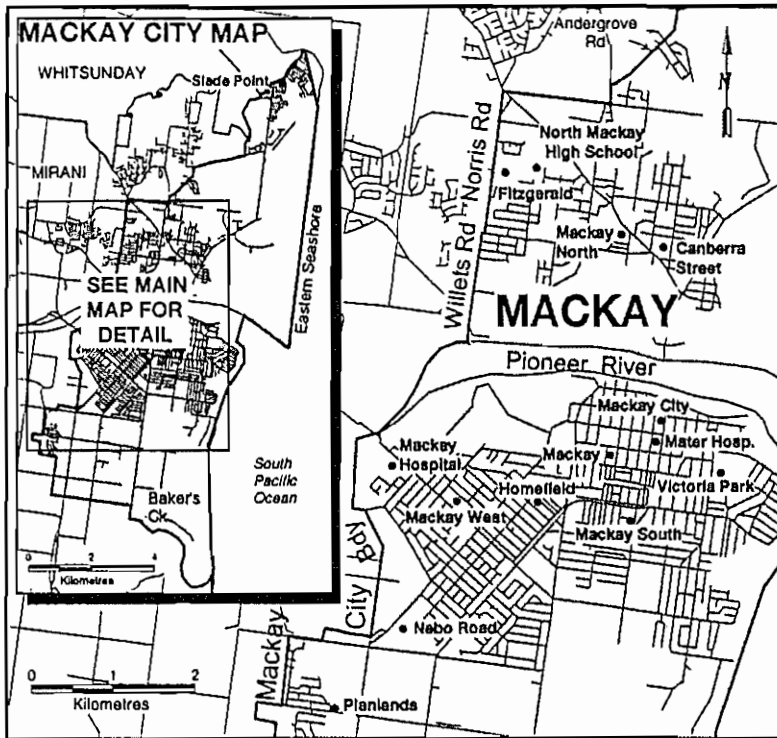 MACKAY CITY MAP
WHITSUNDAY
Slade Point
MIRANI
SEE MAIN
MAP FOR
DETAIL
Eastern Seashore
South
Pacific
Ocean
Baker's
Ck
0 2 4
Kilometres
Andergrove
Rd
N
North Mackay
High School
Norris Rd
Fitzgerald
Mackay
North
Canberra
Street
Willets Rd
MACKAY
Pioneer River
Mackay City
Mackay
Hospital
Mater Hosp.
Mackay
Victoria Park
Homefield
Mackay West
Mackay South
Mackay City Bdy
Nebo Road
0 1 2
Kilometres
Planlands